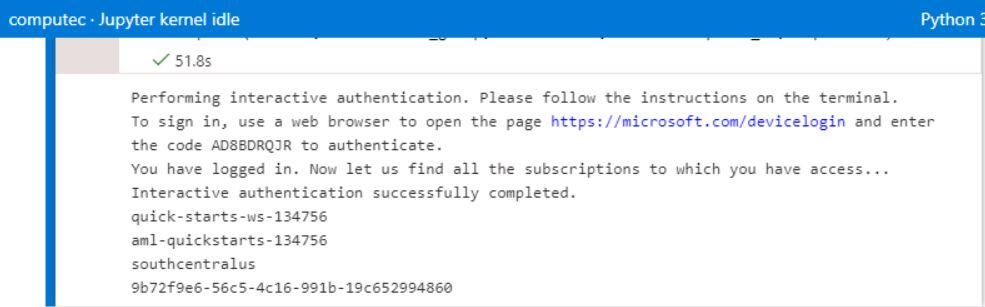 computec · Jupyter kernel idle Python 3
51.8s
Performing interactive authentication. Please follow the instructions on the terminal.
To sign in, use a web browser to open the page https://microsoft.com/devicelogin and enter
the code AD8BDRQJR to authenticate.
You have logged in. Now let us find all the subscriptions to which you have access...
Interactive authentication successfully completed.
quick-starts-ws-134756
aml-quickstarts-134756
southcentralus
9b72f9e6-56c5-4c16-991b-19c652994860